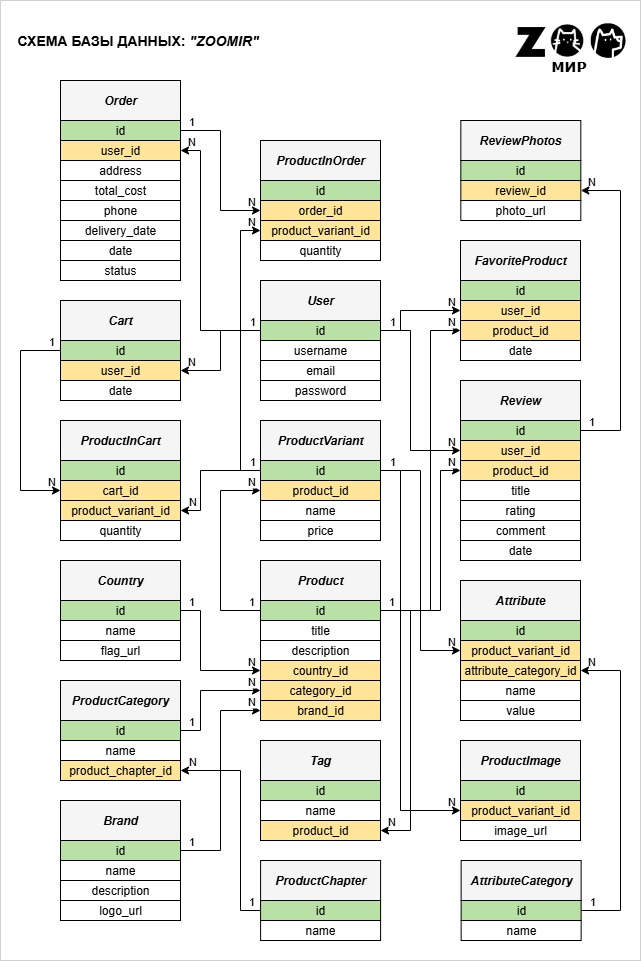 СХЕМА БАЗЫ ДАННЫХ: "ZOOMIR"
ZOO
МИР
Order
id
user_id
address
total_cost
phone
delivery_date
date
status
Cart
id
user_id
date
ProductInCart
id
cart_id
product_variant_id
quantity
Country
id
name
flag_url
ProductCategory
id
name
product_chapter_id
Brand
id
name
description
logo_url
ProductInOrder
id
order_id
product_variant_id
quantity
User
id
username
email
password
ProductVariant
id
product_id
name
price
Product
id
title
description
country_id
category_id
brand_id
Tag
id
name
product_id
ProductChapter
id
name
ReviewPhotos
id
review_id
photo_url
FavoriteProduct
id
user_id
product_id
date
Review
id
user_id
product_id
title
rating
comment
date
Attribute
id
product_variant_id
attribute_category_id
name
value
ProductImage
id
product_variant_id
image_url
AttributeCategory
id
name
1
N
N
N
1
1
N
N
N
1
N
1
N
1
N
N
1
1
N
N
1
1
N
1
N
N
1
N
N
1
N
N
1